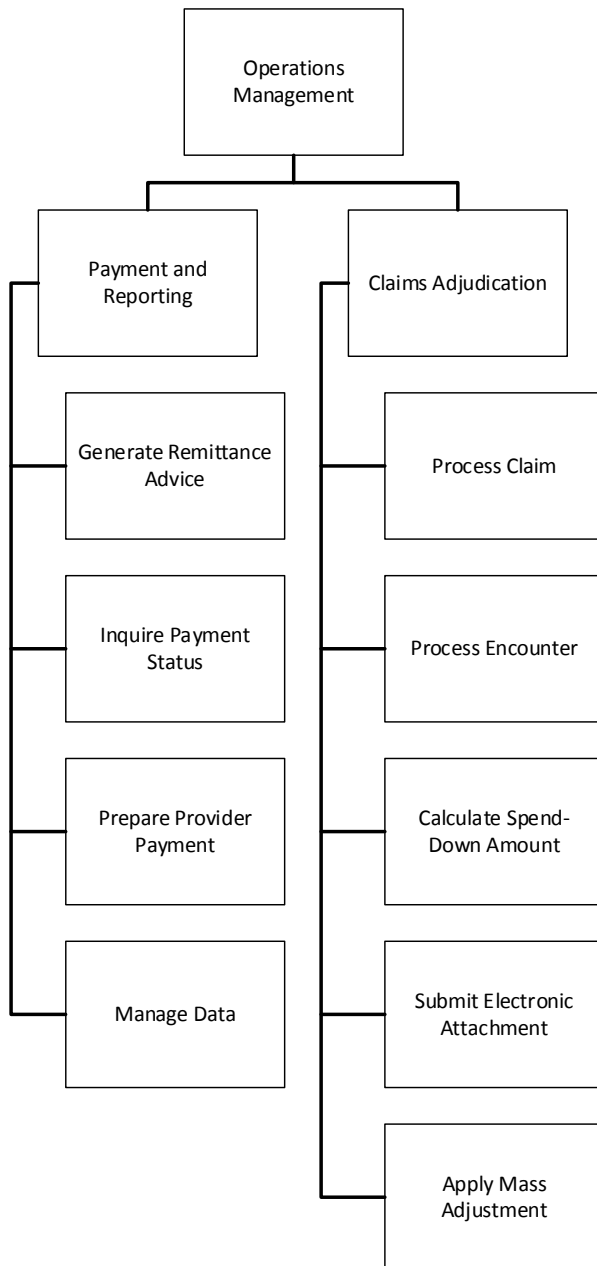 Operations
Management
Payment and
Reporting
Claims Adjudication
Generate Remittance
Advice
Process Claim
Inquire Payment
Status
Process Encounter
Prepare Provider
Payment
Calculate Spend-
Down Amount
Manage Data
Submit Electronic
Attachment
Apply Mass
Adjustment